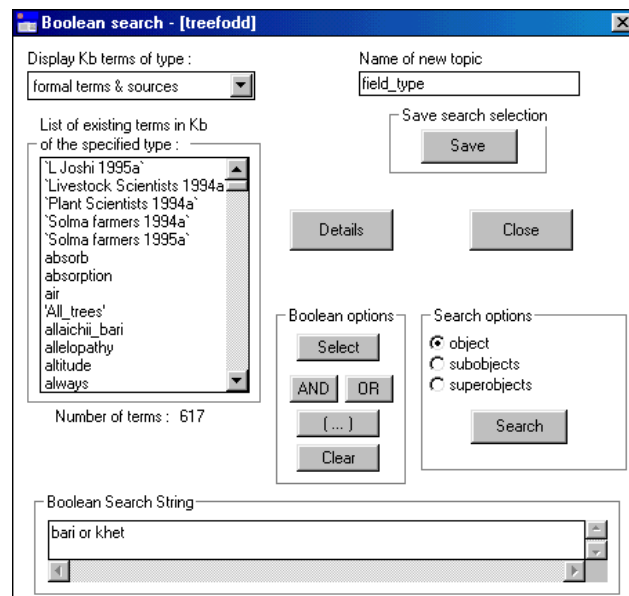 Boolean search - [treefodd]
Display Kb terms of type :
formal terms & sources
Name of new topic
field_type
List of existing terms in Kb
of the specified type :
`L Joshi 1995a`
`Livestock Scientists 1994a
`Plant Scientists 1994a`
`Solma farmers 1994a`
`Solma farmers 1995a`
absorb
absorption
air
'All_trees'
allaichii_bari
allelopathy
altitude
always
Number of terms : 617
Save search selection
Save
Details
Close
Boolean options
Select
AND OR
( ... )
Clear
Search options
object
subobjects
superobjects
Search
Boolean Search String
bari or khet